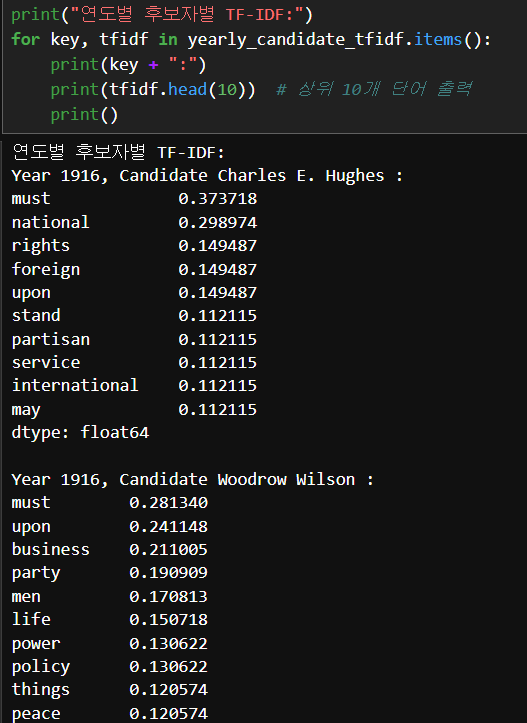 print("연도별 후보자별 TF-IDF:")
for key, tfidf in yearly_candidate_tfidf.items():
    print(key + ":")
    print(tfidf.head(10))  # 상위 10개 단어 출력
    print()
연도별 후보자별 TF-IDF:
Year 1916, Candidate Charles E. Hughes :
must             0.373718
national         0.298974
rights           0.149487
foreign          0.149487
upon             0.149487
stand            0.112115
partisan         0.112115
service          0.112115
international    0.112115
may              0.112115
dtype: float64

Year 1916, Candidate Woodrow Wilson :
must        0.281340
upon        0.241148
business    0.211005
party       0.190909
men         0.170813
life        0.150718
power       0.130622
policy      0.130622
things      0.120574
peace       0.120574